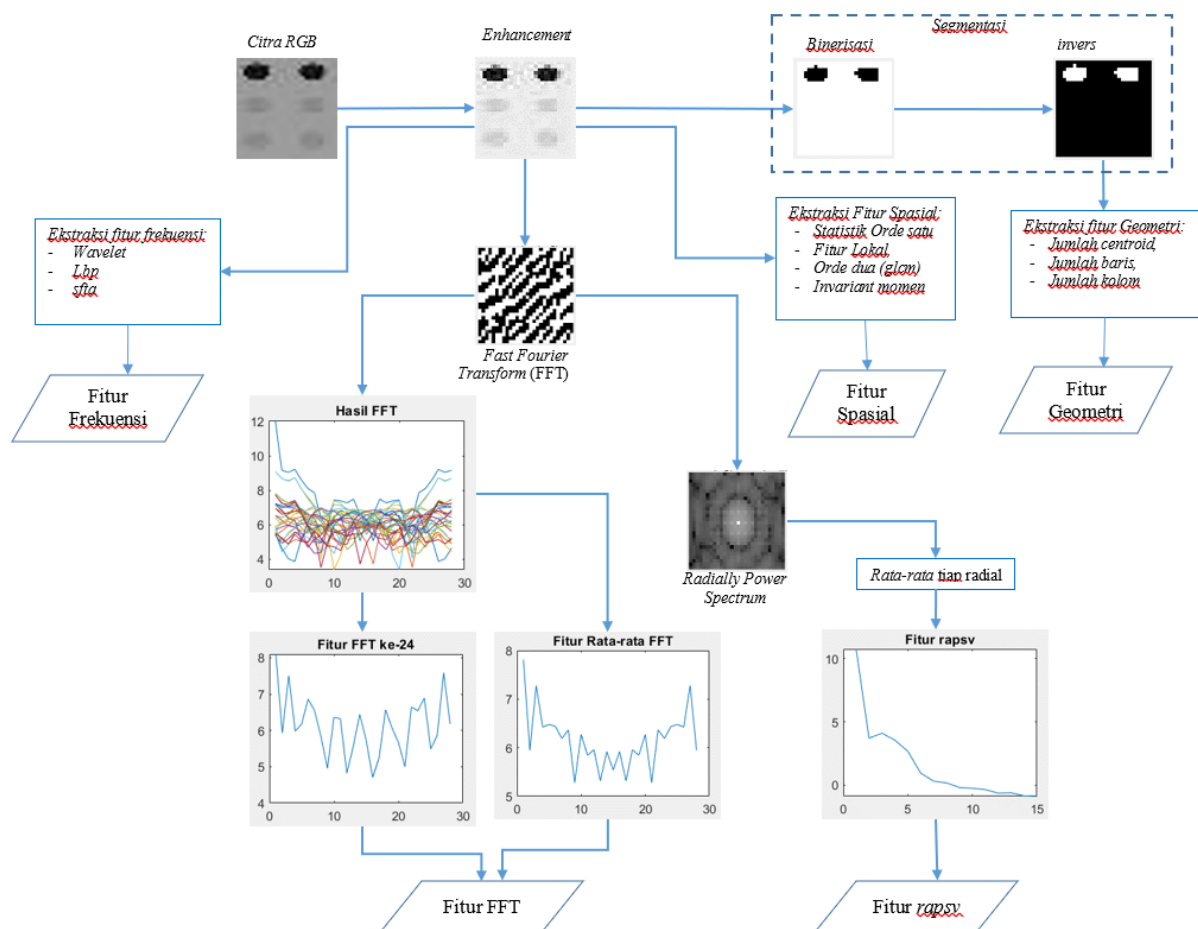 Citra RGB
Enhancement
Segmentasi
Binerisasi
invers
Ekstraksi fitur frekuensi:
- Wavelet
- Lbp
- sfta
Ekstraksi Fitur Spasial:
- Statistik Orde satu
- Fitur Lokal,
- Orde dua (glcm)
- Invariant momen
Ekstraksi fitur Geometri:
- Jumlah centroid,
- Jumlah baris,
- Jumlah kolom
Fast Fourier
Transform (FFT)
Fitur
Frekuensi
Fitur
Spasial
Fitur
Geometri
Hasil FFT
12
10
8
6
4
0 10 20 30
Radially Power
Spectrum
Rata-rata tiap radial
Fitur FFT ke-24
8
7
6
5
4
0 10 20 30
Fitur Rata-rata FFT
8
7
6
5
0 10 20 30
Fitur rapsv
10
5
0
0 5 10 15
Fitur FFT
Fitur rapsv